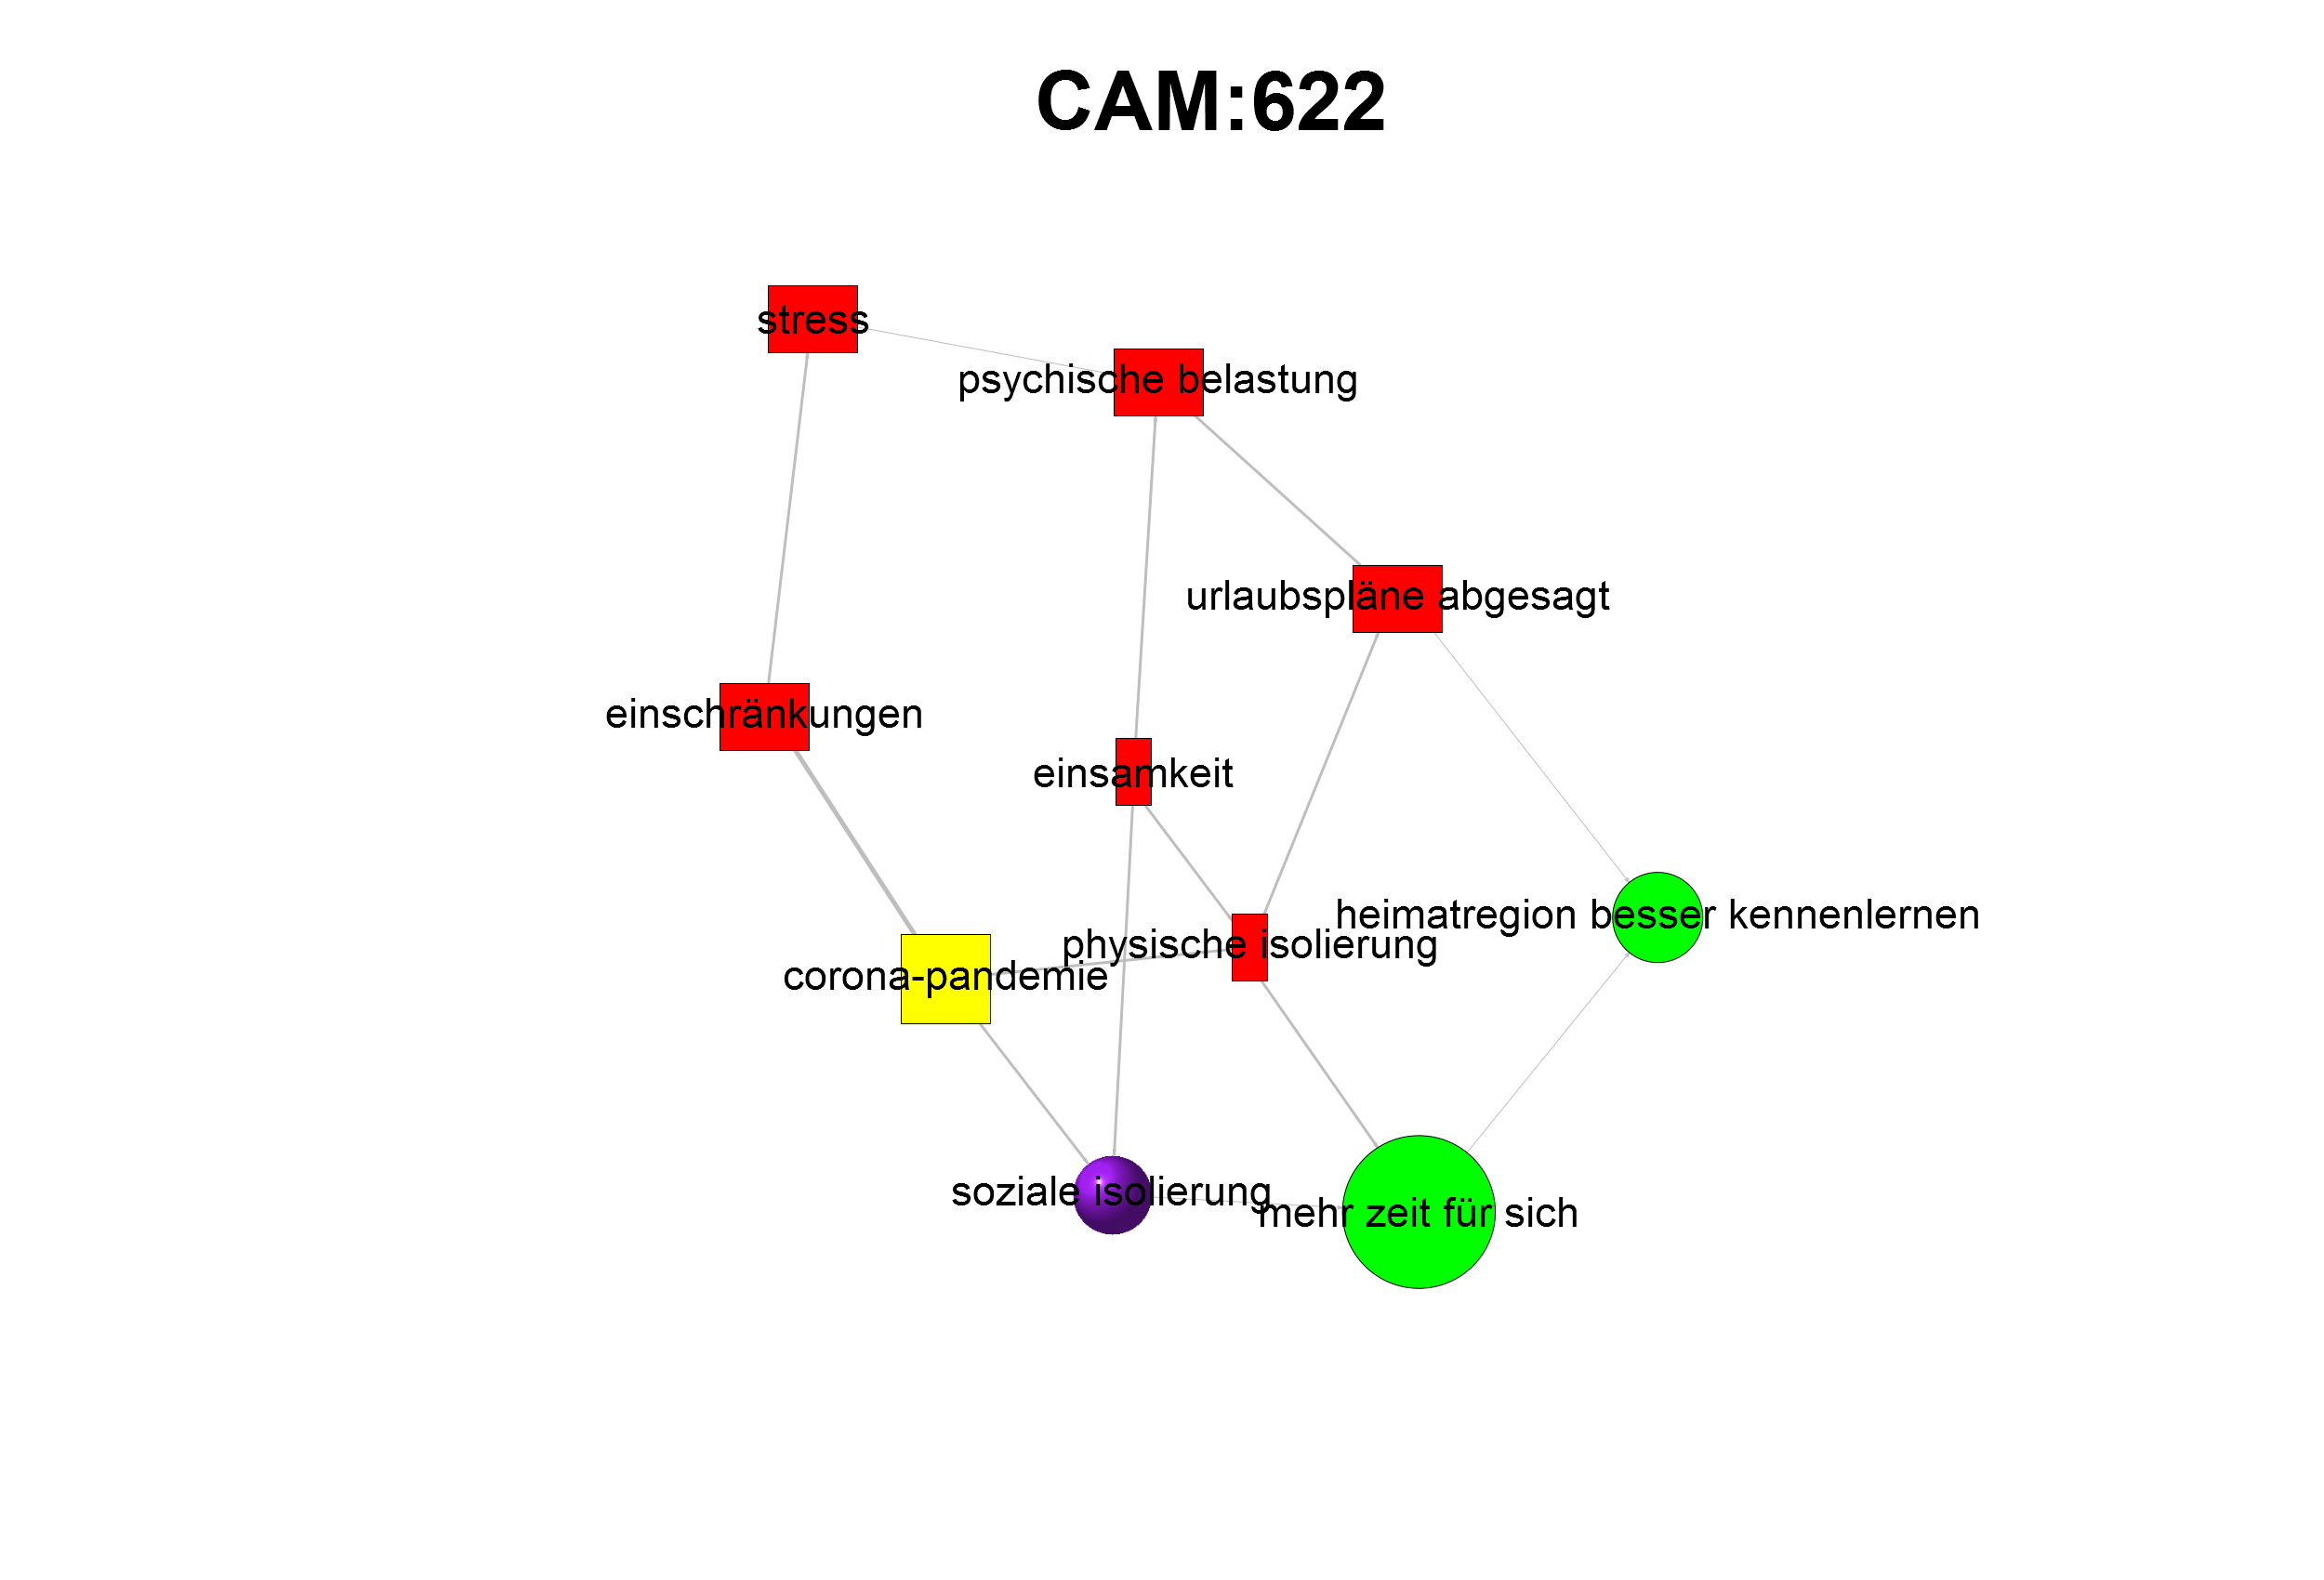 CAM:622
stress
psychische belastung
urlaubspläne abgesagt
einschränkungen
einsamkeit
heimatregion besser kennenlernen
physische isolierung
corona-pandemie
soziale isolierung
mehr zeit für sich